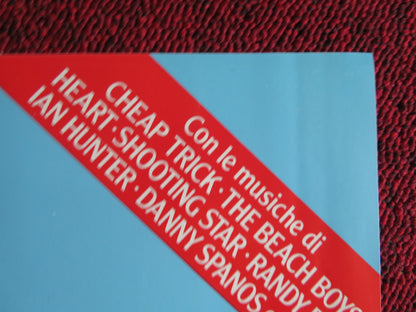 Con le musiche di
CHEAP TRICK · THE BEACH BOYS
HEART · SHOOTING STAR · RANDY
IAN HUNTER · DANNY SPANOS